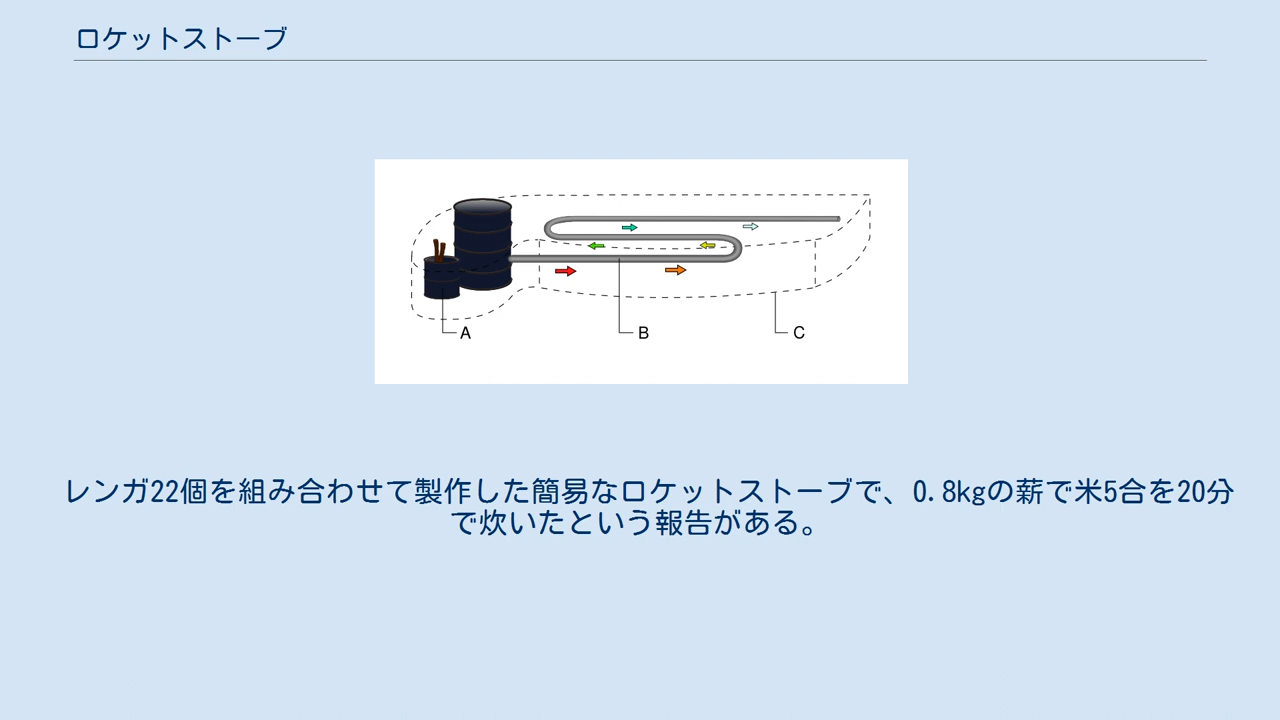 ロケットストーブ
A
B
C
レンガ22個を組み合わせて製作した簡易なロケットストーブで、0.8kgの薪で米5合を20分
で炊いたという報告がある。